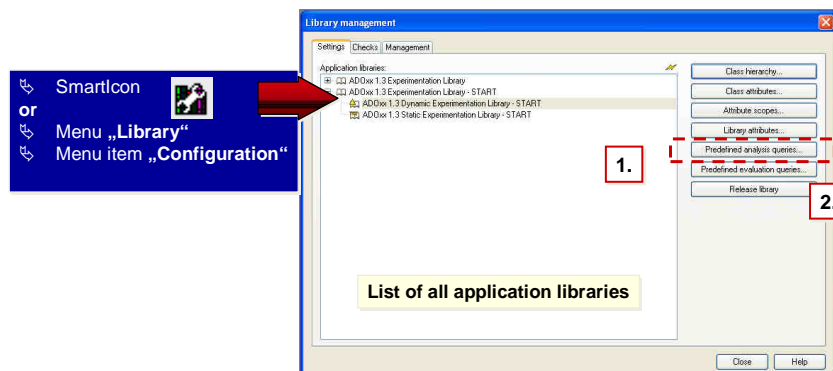 Library management
Settings Checks Management
Application libraries:
ADOxx 1.3 Experimentation Library
ADOxx 1.3 Experimentation Library - START
ADOxx 1.3 Dynamic Experimentation Library - START
ADOxx 1.3 Static Experimentation Library - START
Class hierarchy...
Class attributes...
Attribute scopes...
Library attributes...
Predefined analysis queries...
Predefined evaluation queries...
Release library
SmartIcon
or
Menu „Library“
Menu item „Configuration“
1.
2.
List of all application libraries
Close Help